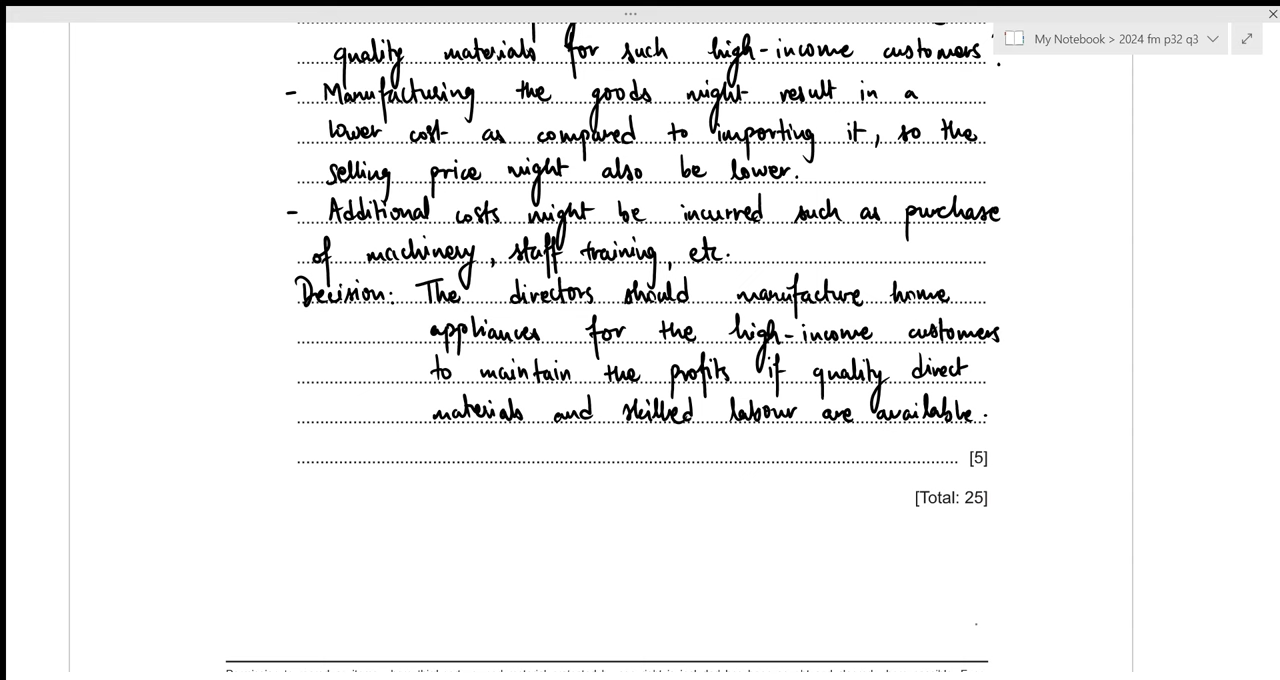 ...
×
My Notebook > 2024 fm p32 q3
quality materials for such high-income customers.
- Manufacturing the goods might result in a
lower cost as compared to importing it, so the
selling price might also be lower.
- Additional costs might be incurred such as purchase
of machinery, staff training, etc.
Decision: The directors should manufacture home
appliances for the high-income customers
to maintain the profits if quality direct
materials and skilled labour are available.
[5]
[Total: 25]